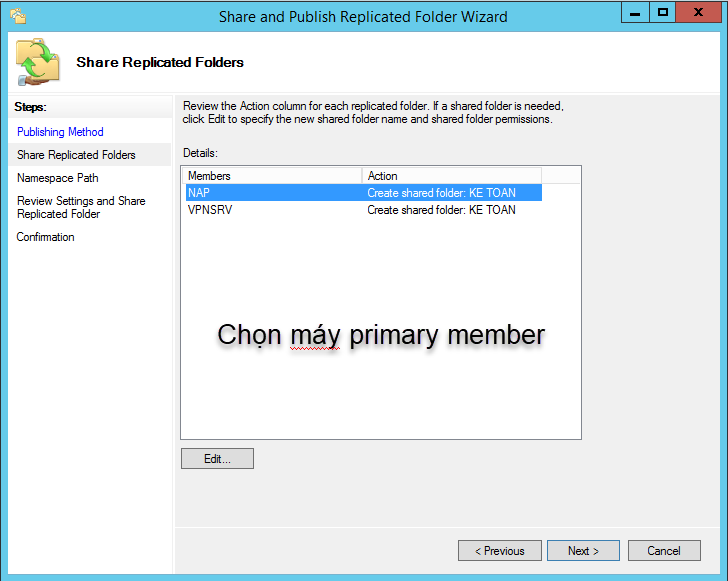 Share and Publish Replicated Folder Wizard
Share Replicated Folders
Steps:
Publishing Method
Share Replicated Folders
Namespace Path
Review Settings and Share
Replicated Folder
Confirmation
Review the Action column for each replicated folder. If a shared folder is needed,
click Edit to specify the new shared folder name and shared folder permissions.
Details:
Members Action
NAP Create shared folder: KE TOAN
VPNSRV Create shared folder: KE TOAN
Chọn máy primary member
Edit...
< Previous Next > Cancel